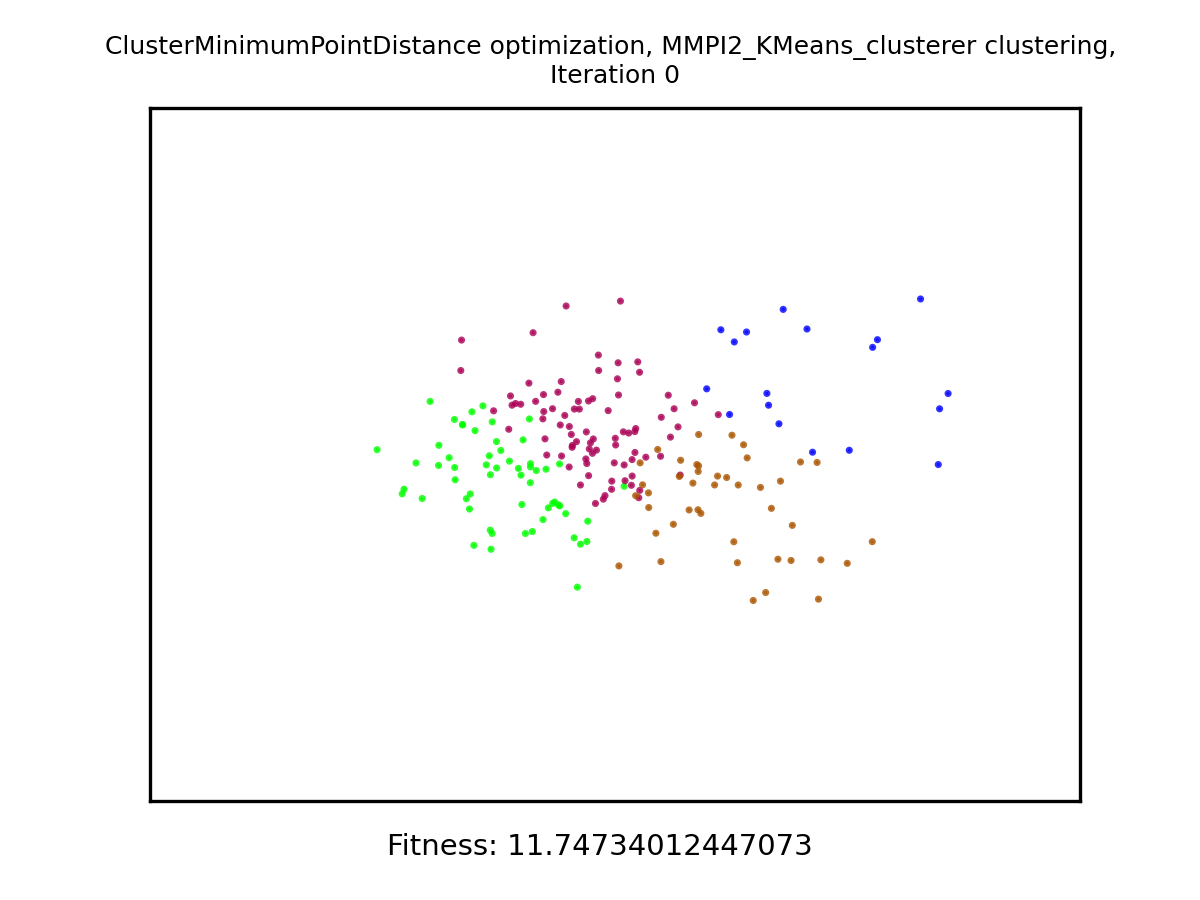 ClusterMinimumPointDistance optimization, MMPI2_KMeans_clusterer clustering,
Iteration 0
Fitness: 11.74734012447073